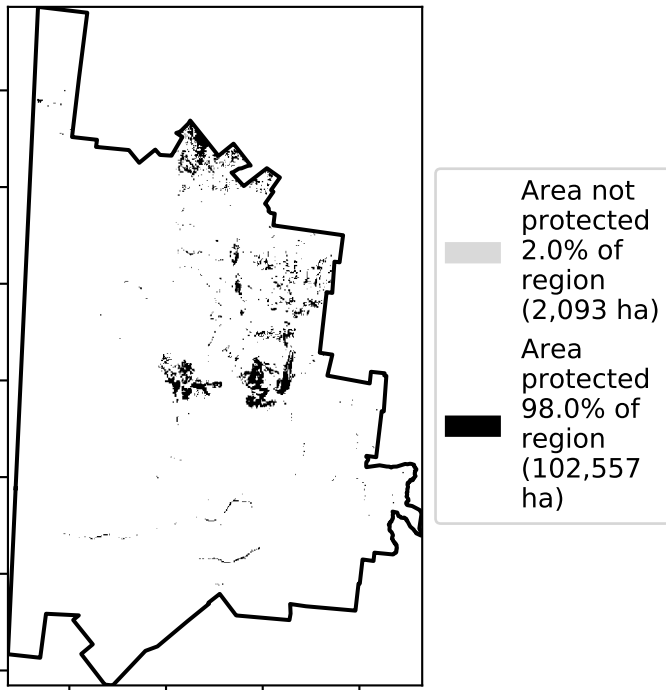 Area not
protected
2.0% of
region
(2,093 ha)
Area
protected
98.0% of
region
(102,557
ha)